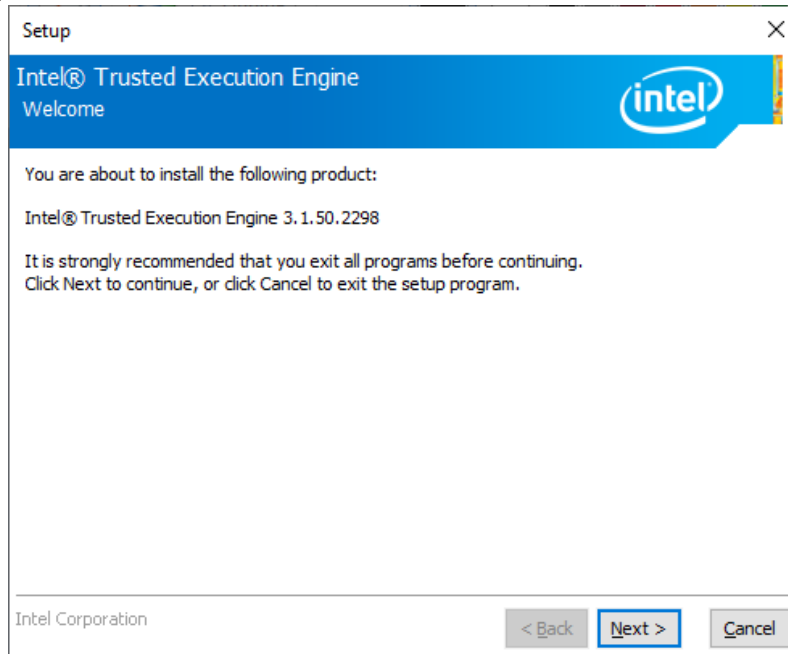 Setup
Intel® Trusted Execution Engine
Welcome
intel
You are about to install the following product:
Intel® Trusted Execution Engine 3.1.50.2298
It is strongly recommended that you exit all programs before continuing.
Click Next to continue, or click Cancel to exit the setup program.
Intel Corporation
< Back Next > Cancel